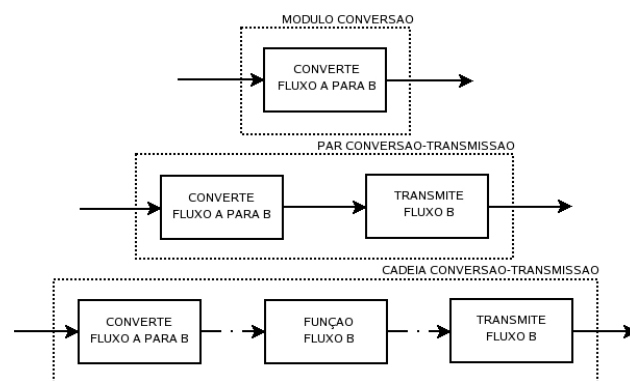 MODULO CONVERSAO
CONVERTE
FLUXO A PARA B
PAR CONVERSAO-TRANSMISSAO
CONVERTE
FLUXO A PARA B
TRANSMITE
FLUXO B
CADEIA CONVERSAO-TRANSMISSAO
CONVERTE
FLUXO A PARA B
FUNÇAO
FLUXO B
TRANSMITE
FLUXO B